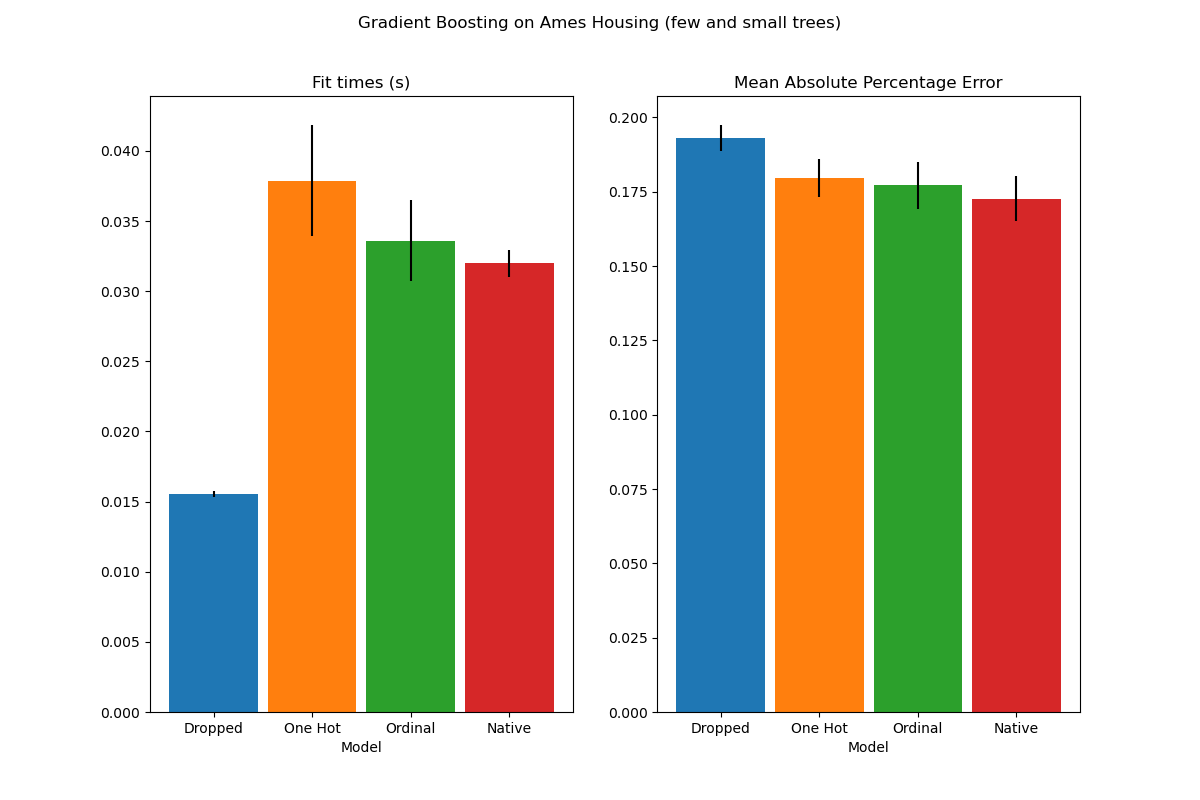 Gradient Boosting on Ames Housing (few and small trees)
Fit times (s)
0.040
0.035
0.030
0.025
0.020
0.015
0.010
0.005
0.000
Dropped One Hot Ordinal Native
Model
Mean Absolute Percentage Error
0.200
0.175
0.150
0.125
0.100
0.075
0.050
0.025
0.000
Dropped One Hot Ordinal Native
Model